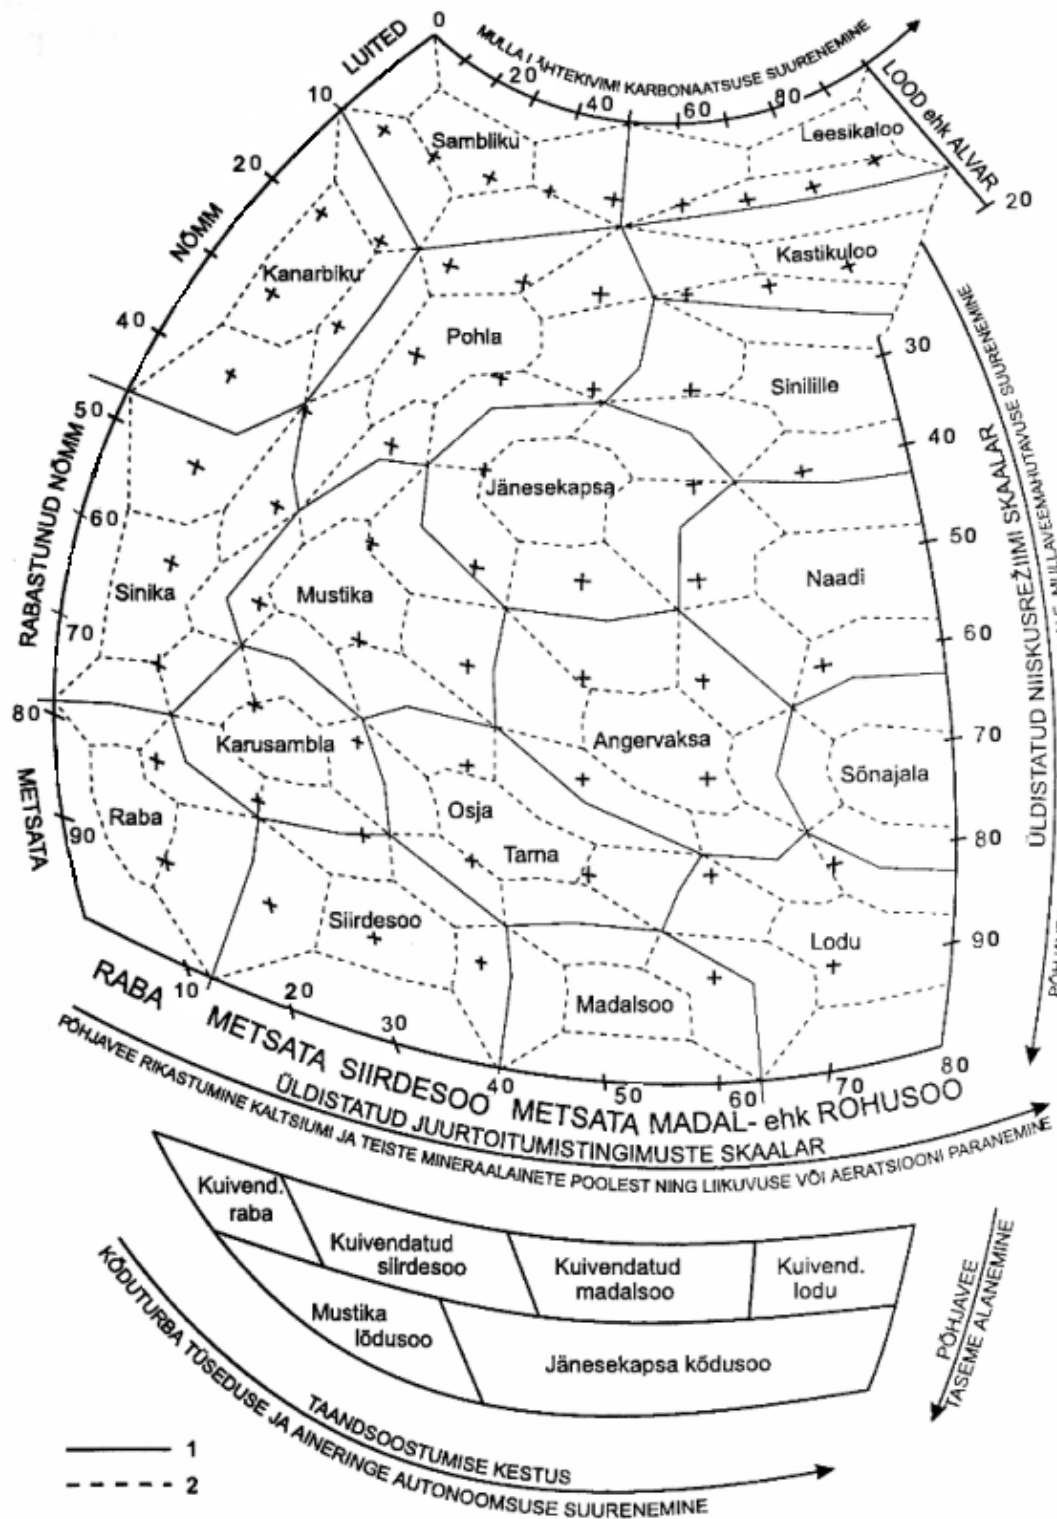 MULLA LÄHTEKIVIMI KARBONAATSUSE SUURENEMINE
0
20
40
60
80
LUITED
10
20
NÕMM
40
50
RABASTUNUD NÕMM
60
70
80
METSATA
90
LOOD ehk ALVAR
20
Sambliku
Leesikaloo
Kanarbiku
Kastikuloo
Pohla
Sinilille
Jänesekapsa
Sinika
Mustika
Naadi
Karusambla
Angervaksa
Sõnajala
Raba
Osja
Tarna
Siirdesoo
Lodu
Madalsoo
30
40
50
60
70
80
90
ÜLDISTATUD NIISKUSREŽIIMI SKAALAR
MULLAVEEMAHUTAVUSE SUURENEMINE
RABA METSATA SIIRDESOO METSATA MADAL- ehk ROHUSOO
10
20
30
40
50
60
70
80
ÜLDISTATUD JUURTOITUMISTINGIMUSTE SKAALAR
PÕHJAVEE RIKASTUMINE KALTSIUMI JA TEISTE MINERAALAINETE POOLEST NING LIIKUVUSE VÕI AERATSIOONI PARANEMINE
Kuivend.
raba
Kuivendatud
siirdesoo
Kuivendatud
madalsoo
Kuivend.
lodu
Mustika
lõdusoo
Jänesekapsa kõdusoo
PÕHJAVEE
TASEME ALANEMINE
TAANDSOOSTUMISE KESTUS
KÕDUTURBA TÜSEDUSE JA AINERINGE AUTONOOMSUSE SUURENEMINE
1
2